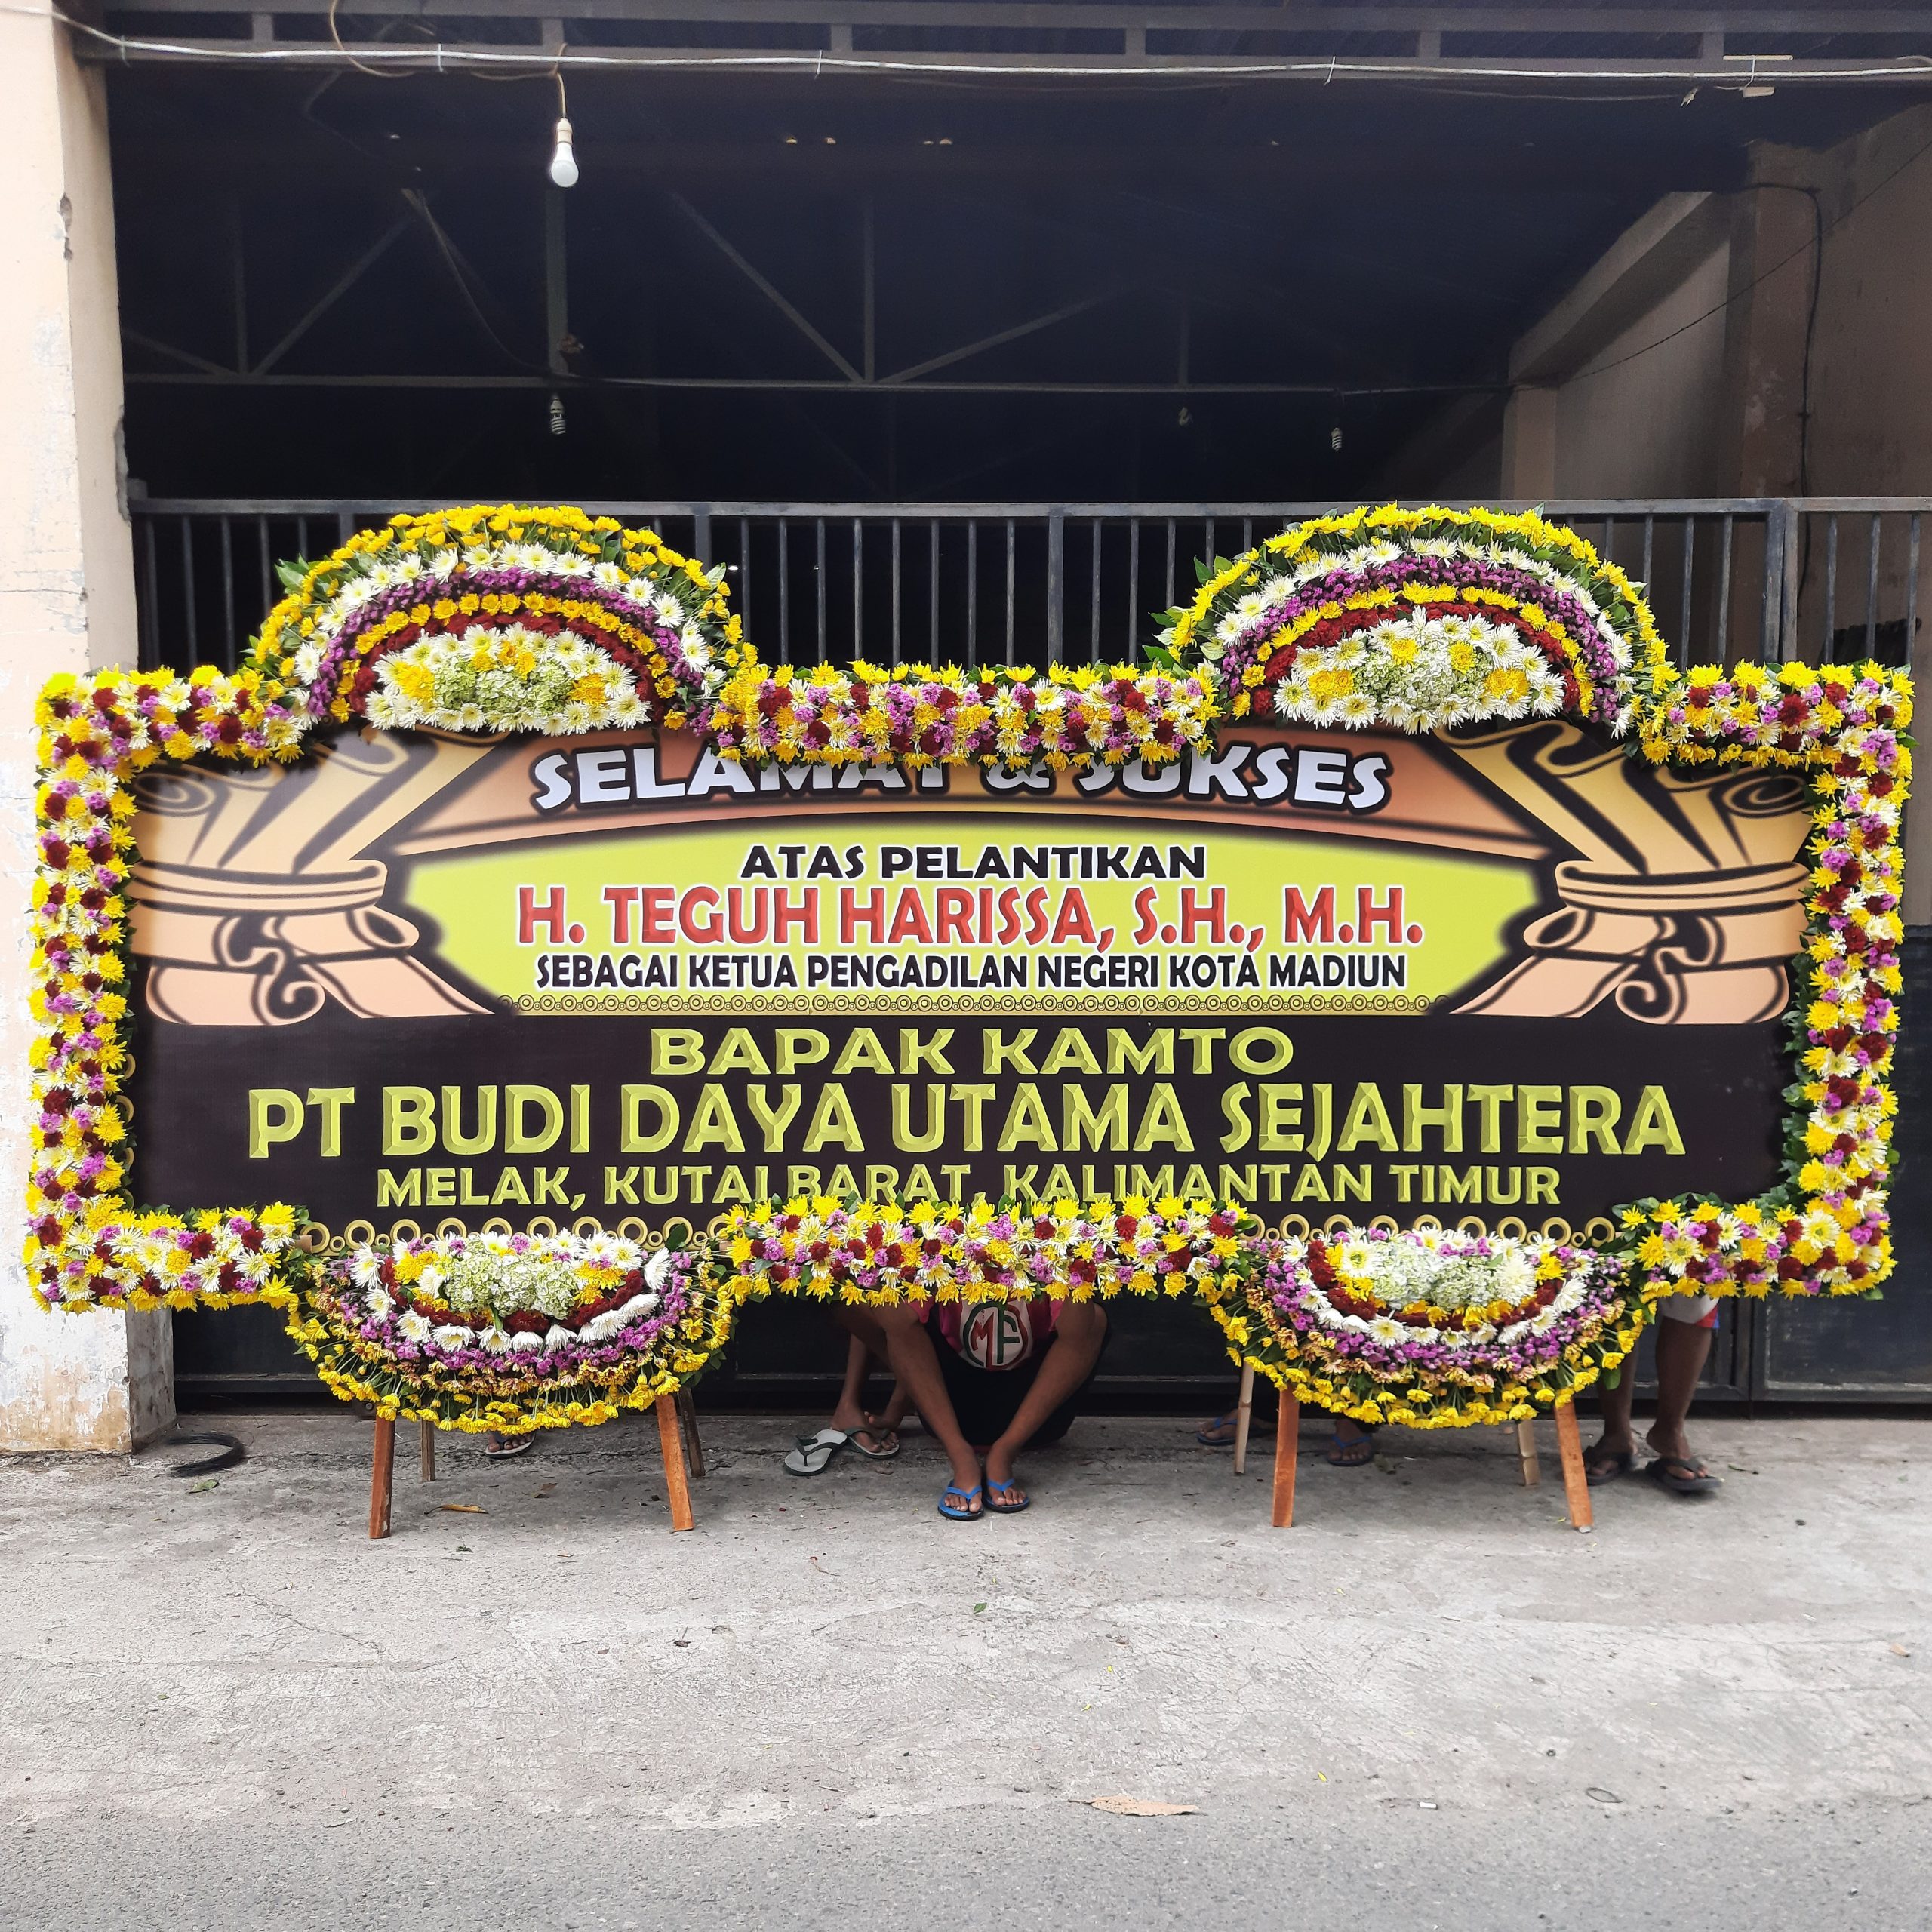 SELAMAT & SUKSES
ATAS PELANTIKAN
H. TEGUH HARISSA, S.H., M.H.
SEBAGAI KETUA PENGADILAN NEGERI KOTA MADIUN
BAPAK KAMTO
PT BUDI DAYA UTAMA SEJAHTERA
MELAK, KUTAI BARAT, KALIMANTAN TIMUR